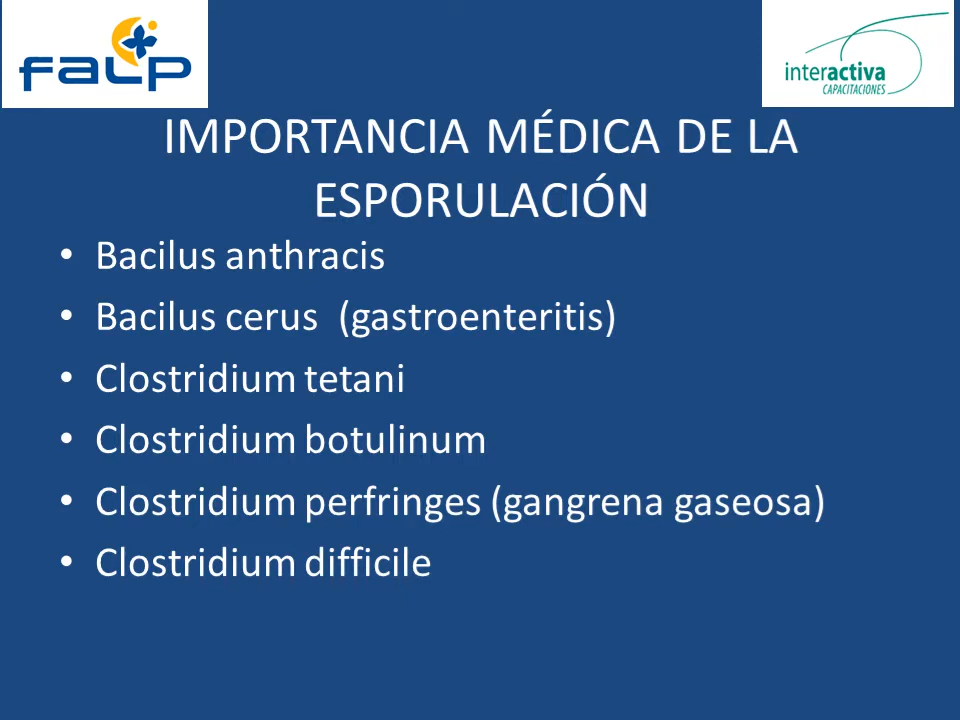 falp
interactiva
CAPACITACIONES
IMPORTANCIA MÉDICA DE LA
ESPORULACIÓN
• Bacilus anthracis
• Bacilus cerus (gastroenteritis)
• Clostridium tetani
• Clostridium botulinum
• Clostridium perfringes (gangrena gaseosa)
• Clostridium difficile